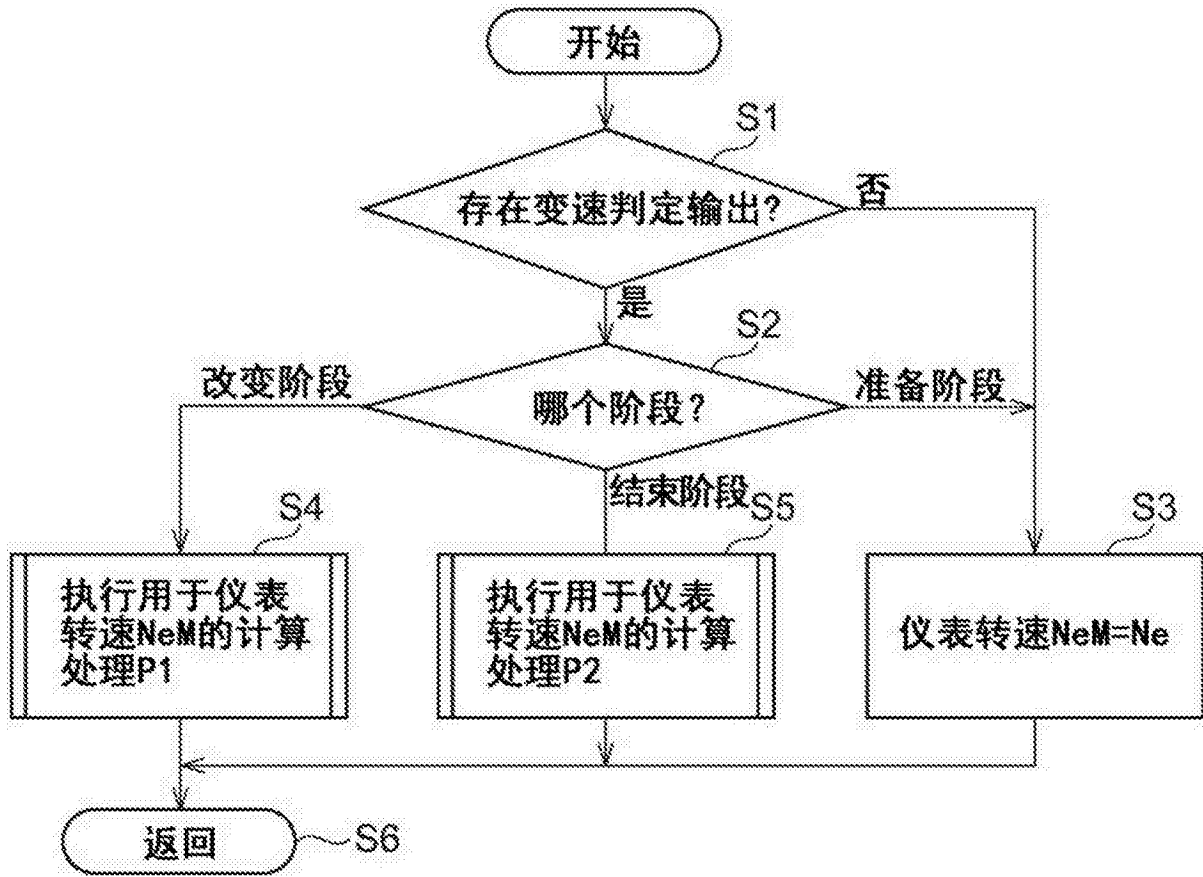 开始
S1
存在变速判定输出?
否
是
S2
改变阶段
哪个阶段?
准备阶段
结束阶段
S4
S5
S3
执行用于仪表
转速NeM的计算
处理P1
执行用于仪表
转速NeM的计算
处理P2
仪表转速NeM=Ne
返回
S6